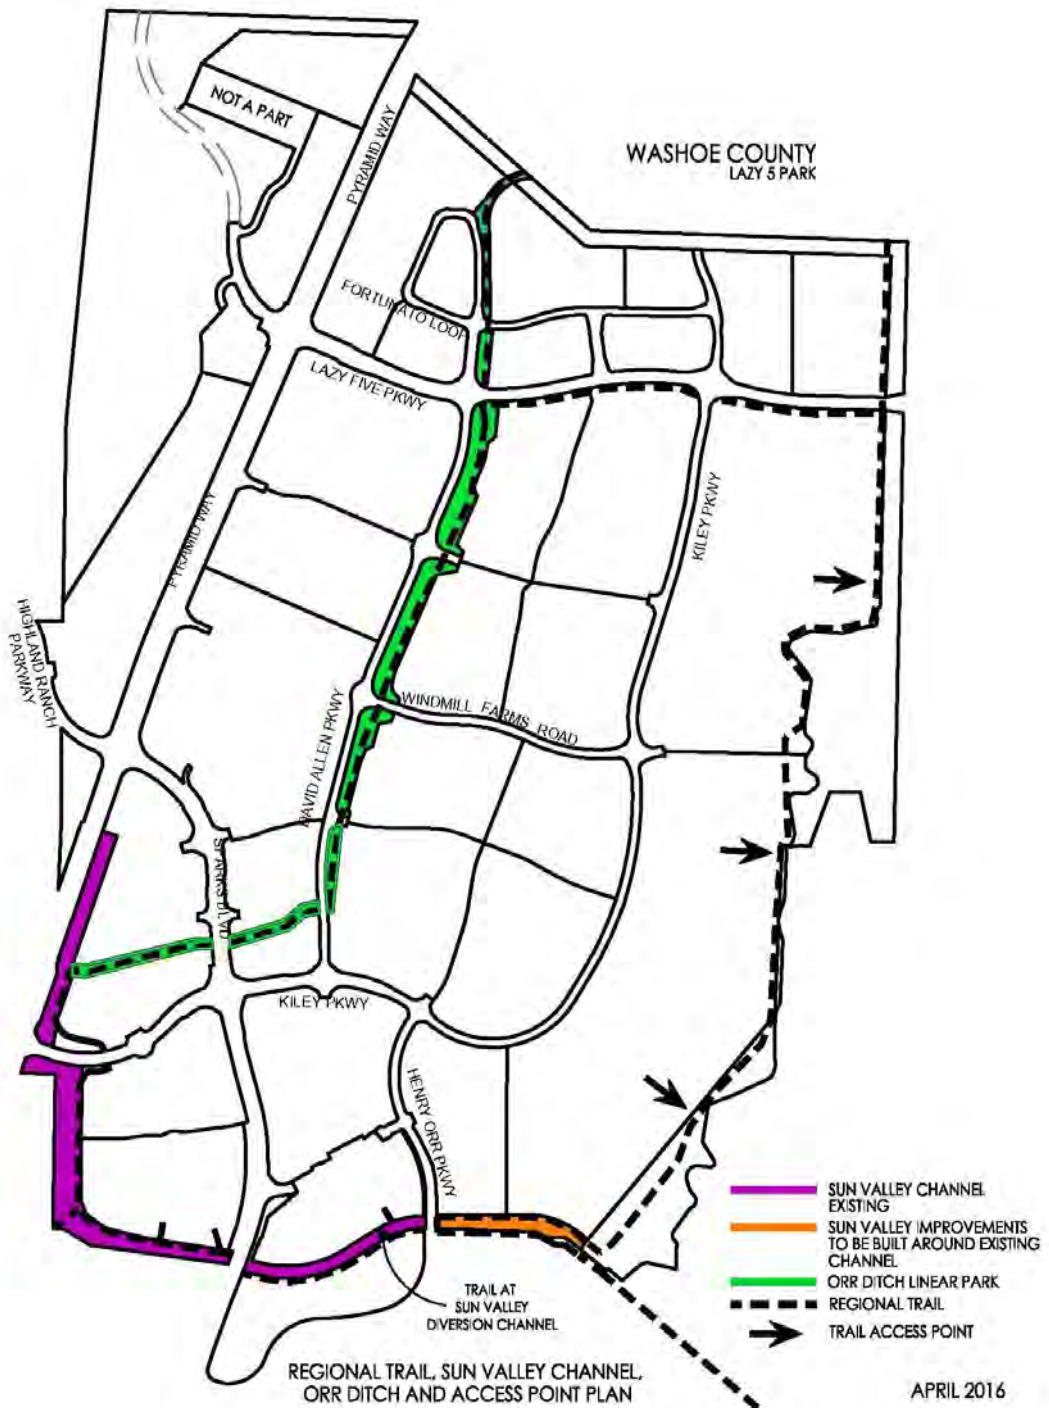 NOT A PART
PYRAMID WAY
WASHOE COUNTY
LAZY 5 PARK
FORTUNATO LOOP
LAZY FIVE PKWY
PYRAMID WAY
KILEY PKWY
HIGHLAND RANCH
PARKWAY
WINDMILL FARMS ROAD
DAVID ALLEN PKWY
SPARKS BLVD
KILEY PKWY
HENRY ORR PKWY
TRAIL AT
SUN VALLEY
DIVERSION CHANNEL
SUN VALLEY CHANNEL
EXISTING
SUN VALLEY IMPROVEMENTS
TO BE BUILT AROUND EXISTING
CHANNEL
ORR DITCH LINEAR PARK
REGIONAL TRAIL
TRAIL ACCESS POINT
REGIONAL TRAIL, SUN VALLEY CHANNEL,
ORR DITCH AND ACCESS POINT PLAN
APRIL 2016